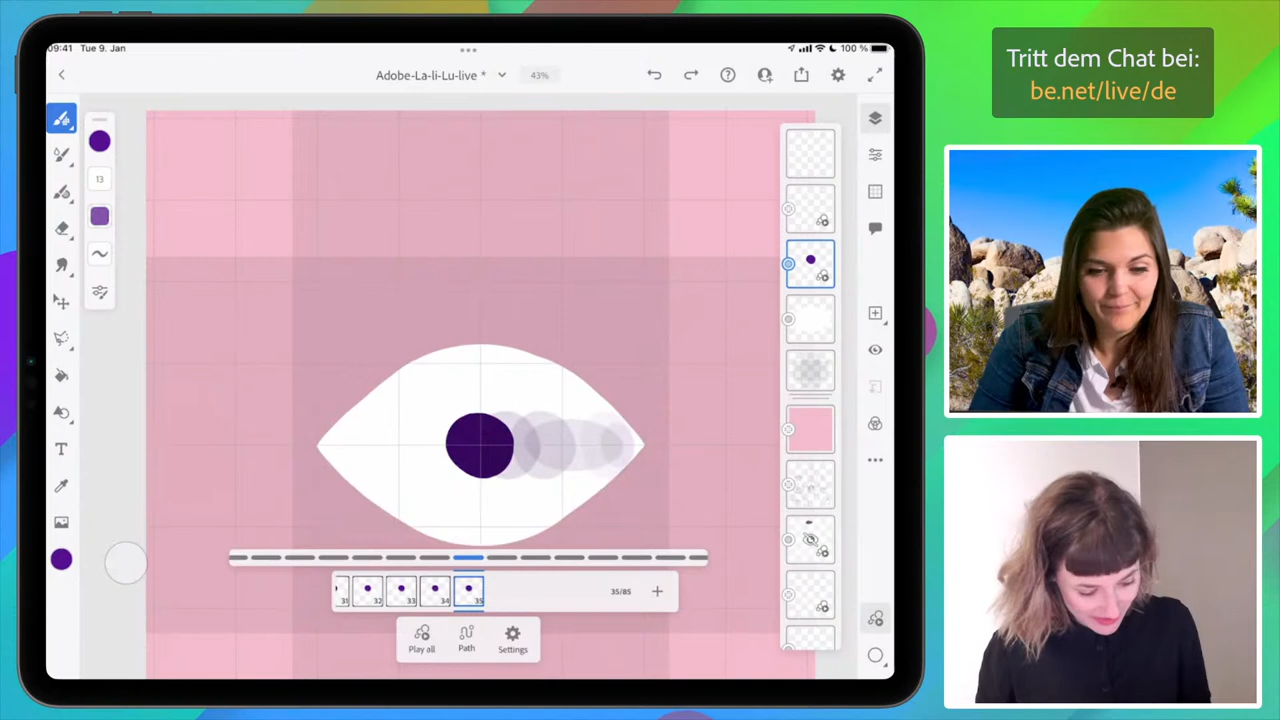 09:41 Tue 9. Jan
100 %
Adobe-La-li-Lu-live *
43%
13
T
31
32
33
34
35
35/85
Play all
Path
Settings
Tritt dem Chat bei:
be.net/live/de